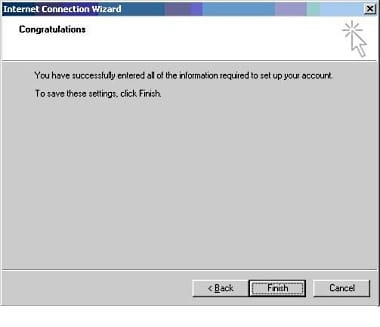 Internet Connection Wizard
Congratulations
You have successfully entered all of the information required to set up your account.
To save these settings, click Finish.
< Back
Finish
Cancel